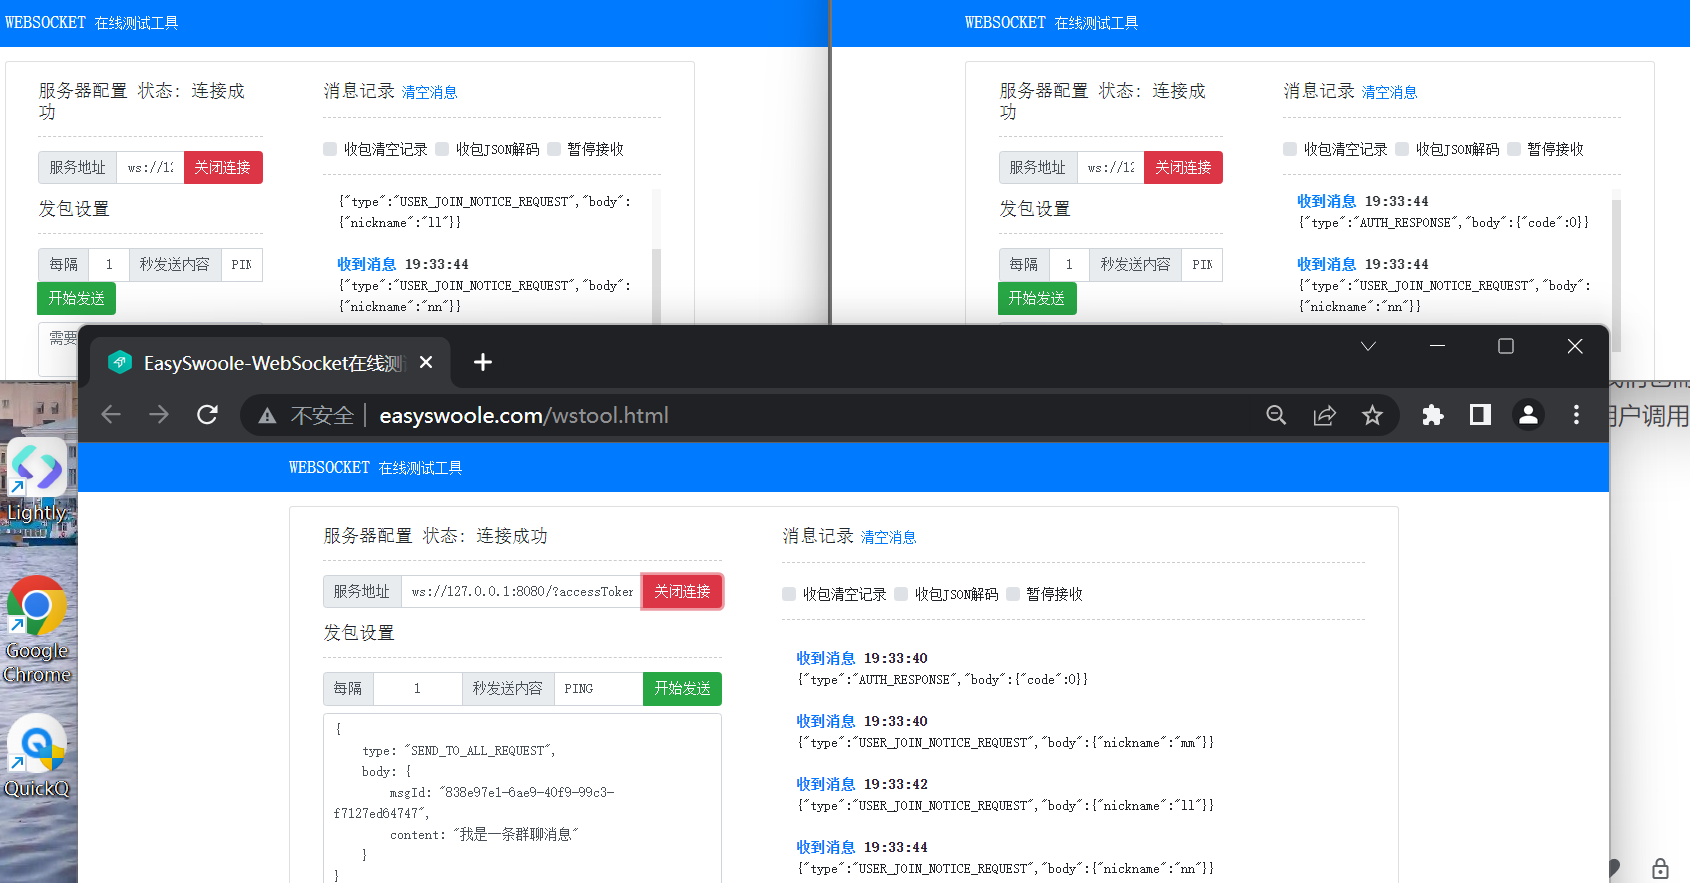 WEBSOCKET 在线测试工具
服务器配置 状态: 连接成
功
服务地址 ws://12 关闭连接
发包设置
每隔 1 秒发送内容 PIN
开始发送
需要
消息记录 清空消息
收包清空记录 收包JSON解码 暂停接收
{"type":"USER_JOIN_NOTICE_REQUEST","body":
{"nickname":"ll"}}
收到消息 19:33:44
{"type":"USER_JOIN_NOTICE_REQUEST","body":
{"nickname":"nn"}}
WEBSOCKET 在线测试工具
服务器配置 状态: 连接成
功
服务地址 ws://12 关闭连接
发包设置
每隔 1 秒发送内容 PIN
开始发送
消息记录 清空消息
收包清空记录 收包JSON解码 暂停接收
收到消息 19:33:44
{"type":"AUTH_RESPONSE","body":{"code":0}}
收到消息 19:33:44
{"type":"USER_JOIN_NOTICE_REQUEST","body":
{"nickname":"nn"}}
用户调用
Lightly
Google
Chrome
QuickQ
EasySwoole-WebSocket在线测
不安全 easyswoole.com/wstool.html
WEBSOCKET 在线测试工具
服务器配置 状态: 连接成功
服务地址 ws://127.0.0.1:8080/?accessToken 关闭连接
发包设置
每隔 1 秒发送内容 PING 开始发送
{
type: "SEND_TO_ALL_REQUEST",
body: {
msgId: "838e97e1-6ae9-40f9-99c3-
f7127ed64747",
content: "我是一条群聊消息"
}
}
消息记录 清空消息
收包清空记录 收包JSON解码 暂停接收
收到消息 19:33:40
{"type":"AUTH_RESPONSE","body":{"code":0}}
收到消息 19:33:40
{"type":"USER_JOIN_NOTICE_REQUEST","body":{"nickname":"mm"}}
收到消息 19:33:42
{"type":"USER_JOIN_NOTICE_REQUEST","body":{"nickname":"ll"}}
收到消息 19:33:44
{"type":"USER_JOIN_NOTICE_REQUEST","body":{"nickname":"nn"}}